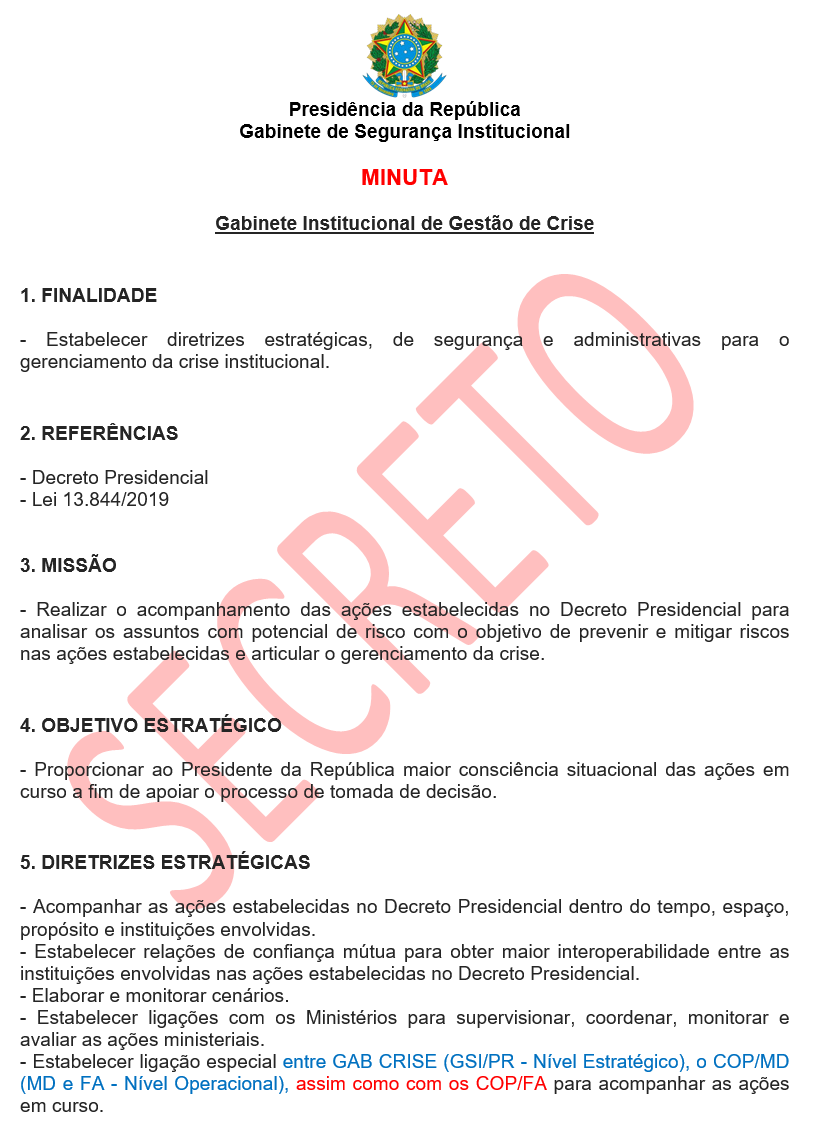 Presidência da República
Gabinete de Segurança Institucional
MINUTA
Gabinete Institucional de Gestão de Crise
1. FINALIDADE
- Estabelecer diretrizes estratégicas, de segurança e administrativas para o
gerenciamento da crise institucional.
2. REFERÊNCIAS
- Decreto Presidencial
- Lei 13.844/2019
3. MISSÃO
- Realizar o acompanhamento das ações estabelecidas no Decreto Presidencial para
analisar os assuntos com potencial de risco com o objetivo de prevenir e mitigar riscos
nas ações estabelecidas e articular o gerenciamento da crise.
4. OBJETIVO ESTRATÉGICO
- Proporcionar ao Presidente da República maior consciência situacional das ações em
curso a fim de apoiar o processo de tomada de decisão.
5. DIRETRIZES ESTRATÉGICAS
- Acompanhar as ações estabelecidas no Decreto Presidencial dentro do tempo, espaço,
propósito e instituições envolvidas.
- Estabelecer relações de confiança mútua para obter maior interoperabilidade entre as
instituições envolvidas nas ações estabelecidas no Decreto Presidencial.
- Elaborar e monitorar cenários.
- Estabelecer ligações com os Ministérios para supervisionar, coordenar, monitorar e
avaliar as ações ministeriais.
- Estabelecer ligação especial entre GAB CRISE (GSI/PR - Nível Estratégico), o COP/MD
(MD e FA - Nível Operacional), assim como com os COP/FA para acompanhar as ações
em curso.
SECRETO